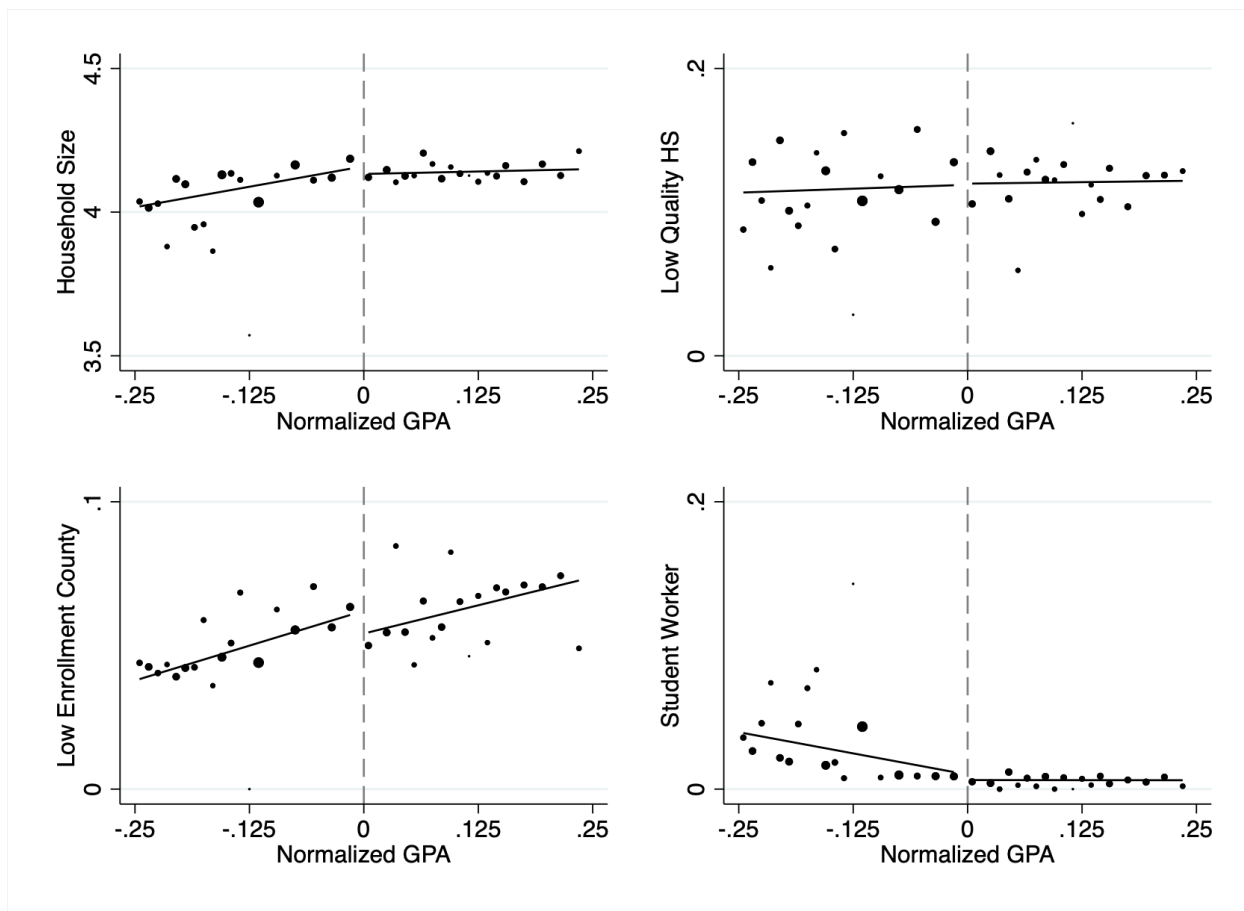 Household Size
4.5
4
3.5
-.25 -.125 0 .125 .25
Normalized GPA
Low Quality HS
.2
0
-.25 -.125 0 .125 .25
Normalized GPA
Low Enrollment County
.1
0
-.25 -.125 0 .125 .25
Normalized GPA
Student Worker
.2
0
-.25 -.125 0 .125 .25
Normalized GPA